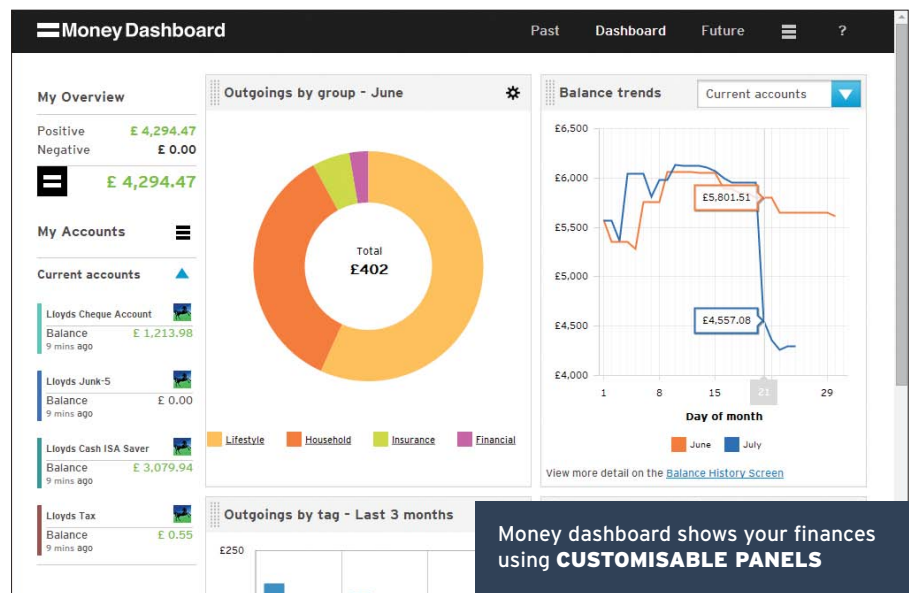 Money Dashboard
Past Dashboard Future ?
My Overview
Positive £ 4,294.47
Negative £ 0.00
£ 4,294.47
My Accounts
Current accounts
Lloyds Cheque Account
Balance £ 1,213.98
9 mins ago
Lloyds Junk-5
Balance £ 0.00
9 mins ago
Lloyds Cash ISA Saver
Balance £ 3,079.94
9 mins ago
Lloyds Tax
Balance £ 0.55
9 mins ago
Outgoings by group - June
Total
£402
Lifestyle Household Insurance Financial
Balance trends Current accounts
£6,500
£6,000
£5,801.51
£5,500
£5,000
£4,557.08
£4,500
£4,000
1 8 15 21 29
Day of month
June July
View more detail on the Balance History Screen
Outgoings by tag - Last 3 months
£250
Money dashboard shows your finances
using CUSTOMISABLE PANELS